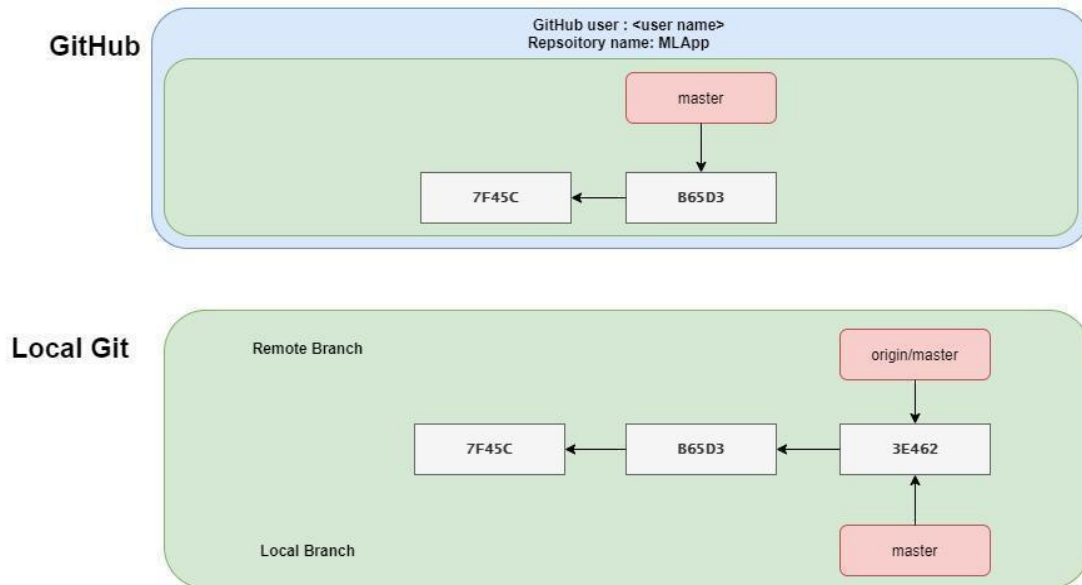 GitHub
GitHub user : <user name>
Repsoitory name: MLApp
master
7F45C
B65D3
Local Git
Remote Branch
origin/master
7F45C
B65D3
3E462
Local Branch
master